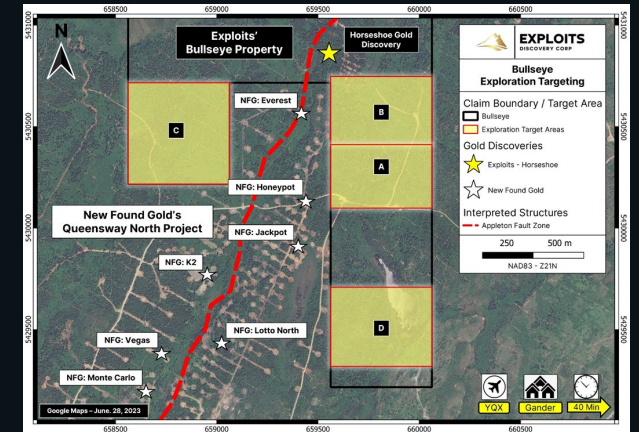 658500 659000 659500 660000
5431000
5431000
N
Exploits'
Bullseye Property
Horseshoe Gold
Discovery
EXPLOITS
DISCOVERY CORP
Bullseye
Exploration Targeting
Claim Boundary / Target Area
Bullseye
Exploration Target Areas
Gold Discoveries
Exploits - Horseshoe
New Found Gold
Interpreted Structures
Appleton Fault Zone
250 500 m
NAD83 - Z21N
NFG: Everest
B
C
5430500
5430500
A
NFG: Honeypot
New Found Gold's
Queensway North Project
NFG: Jackpot
5430000
5430000
NFG: K2
D
NFG: Lotto North
5429500
5429500
NFG: Vegas
NFG: Monte Carlo
YQX Gander 40 Min
Google Maps – June. 28, 2023
658500 659000 659500 660000